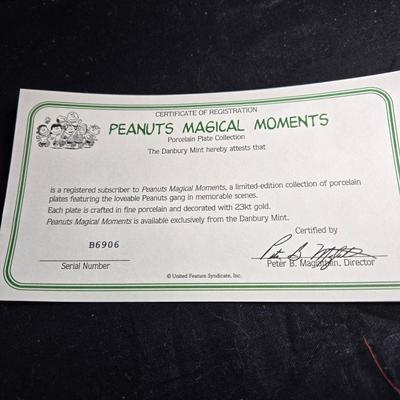 CERTIFICATE OF REGISTRATION
PEANUTS MAGICAL MOMENTS
Porcelain Plate Collection
The Danbury Mint hereby attests that
is a registered subscriber to Peanuts Magical Moments, a limited-edition collection of porcelain
plates featuring the loveable Peanuts gang in memorable scenes.
Each plate is crafted in fine porcelain and decorated with 23kt gold.
Peanuts Magical Moments is available exclusively from the Danbury Mint.
Certified by
B6906
Serial Number
Peter B. Maglathlin, Director
© United Feature Syndicate, Inc.